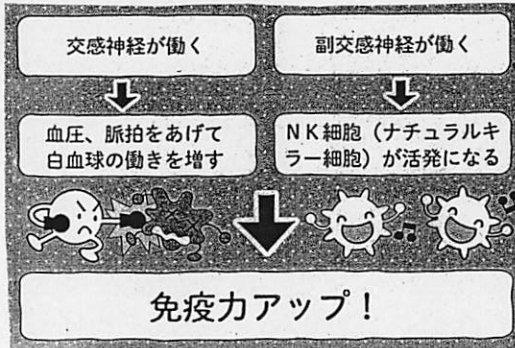 交感神経が働く
副交感神経が働く
血圧、脈拍をあげて
白血球の働きを増す
NK細胞（ナチュラルキ
ラー細胞）が活発になる
免疫力アップ！